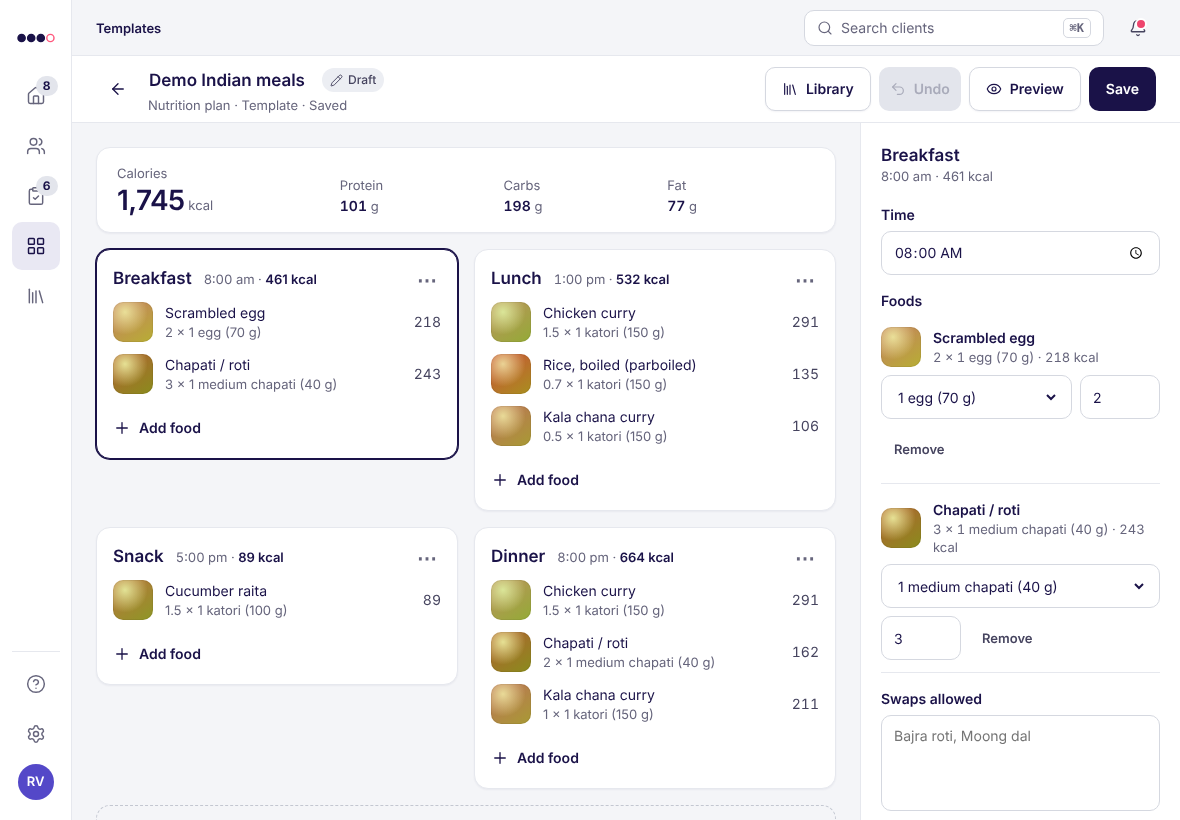 Templates
Search clients
⌘K
8
6
Demo Indian meals
Draft
Nutrition plan · Template · Saved
Library
Undo
Preview
Save
Calories
1,745 kcal
Protein
101 g
Carbs
198 g
Fat
77 g
Breakfast 8:00 am · 461 kcal
Scrambled egg
2 × 1 egg (70 g)
218
Chapati / roti
3 × 1 medium chapati (40 g)
243
Add food
Lunch 1:00 pm · 532 kcal
Chicken curry
1.5 × 1 katori (150 g)
291
Rice, boiled (parboiled)
0.7 × 1 katori (150 g)
135
Kala chana curry
0.5 × 1 katori (150 g)
106
Add food
Snack 5:00 pm · 89 kcal
Cucumber raita
1.5 × 1 katori (100 g)
89
Add food
Dinner 8:00 pm · 664 kcal
Chicken curry
1.5 × 1 katori (150 g)
291
Chapati / roti
2 × 1 medium chapati (40 g)
162
Kala chana curry
1 × 1 katori (150 g)
211
Add food
Breakfast
8:00 am · 461 kcal
Time
08:00 AM
Foods
Scrambled egg
2 × 1 egg (70 g) · 218 kcal
1 egg (70 g)
2
Remove
Chapati / roti
3 × 1 medium chapati (40 g) · 243
kcal
1 medium chapati (40 g)
3
Remove
Swaps allowed
Bajra roti, Moong dal
RV